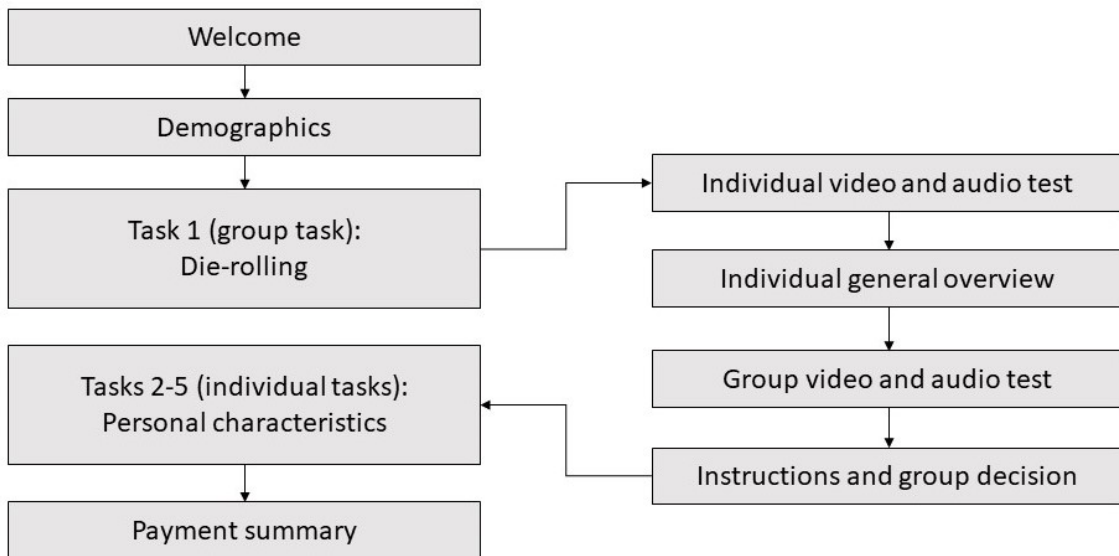 Welcome
Demographics
Task 1 (group task):
Die-rolling
Individual video and audio test
Individual general overview
Group video and audio test
Instructions and group decision
Tasks 2-5 (individual tasks):
Personal characteristics
Payment summary